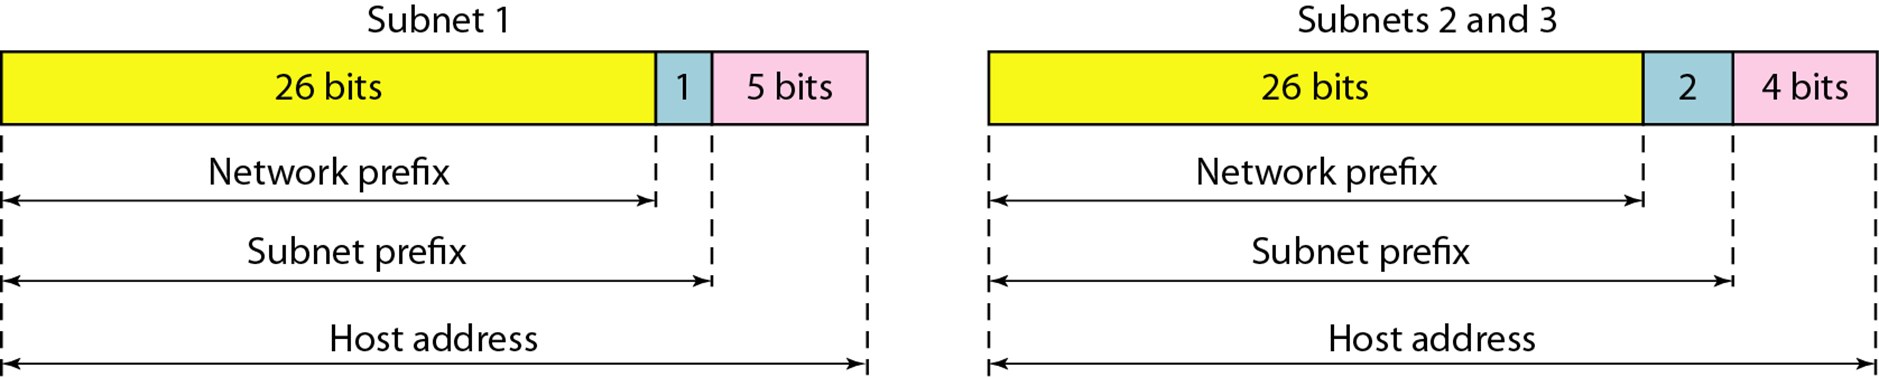 Subnet 1
26 bits 1 5 bits
Network prefix
Subnet prefix
Host address
Subnets 2 and 3
26 bits 2 4 bits
Network prefix
Subnet prefix
Host address